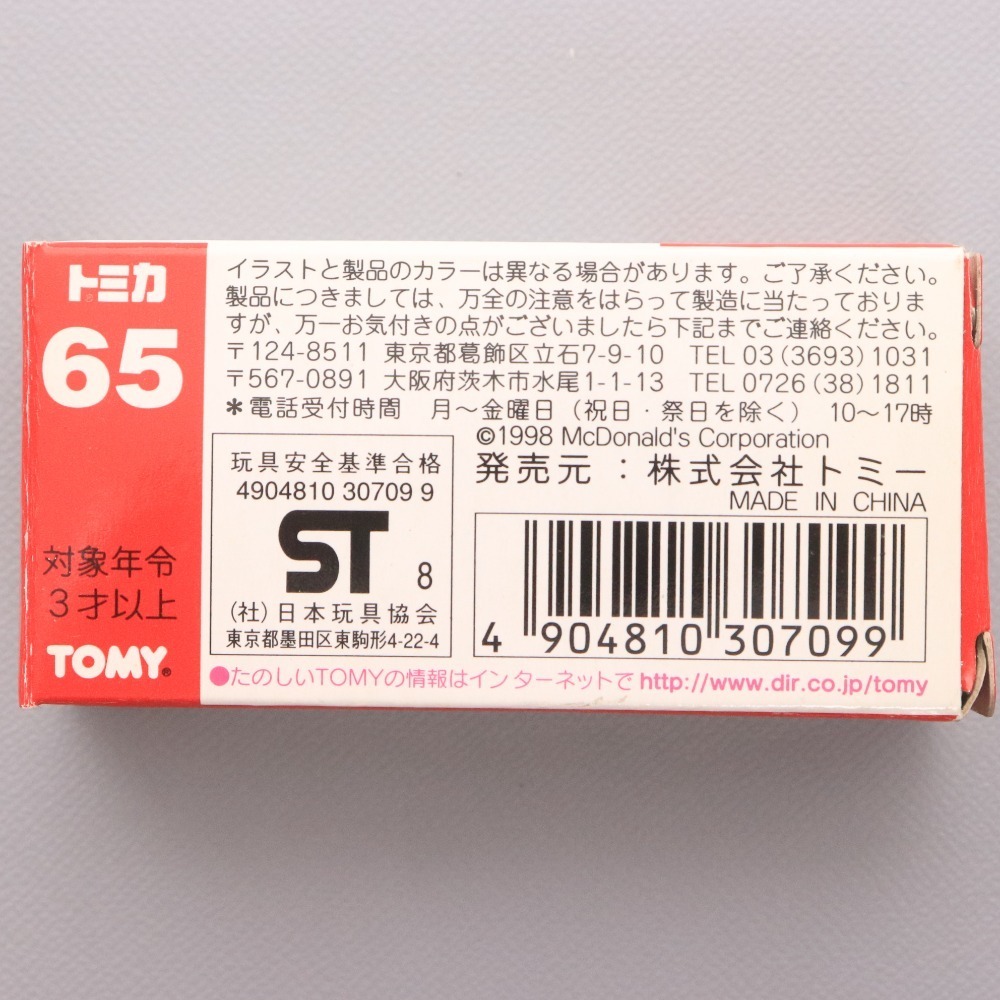 トミカ
65
対象年令
3才以上
TOMY®
イラストと製品のカラーは異なる場合があります。ご了承ください。
製品につきましては、万全の注意をはらって製造に当たっておりま
すが、万一お気付きの点がございましたら下記までご連絡ください。
〒124-8511 東京都葛飾区立石7-9-10 TEL 03(3693)1031
〒567-0891 大阪府茨木市水尾1-1-13 TEL 0726(38)1811
＊電話受付時間 月〜金曜日（祝日・祭日を除く） 10〜17時
©1998 McDonald's Corporation
発売元：株式会社トミー
MADE IN CHINA
玩具安全基準合格
4904810 30709 9
ST 8
(社)日本玩具協会
東京都墨田区東駒形4-22-4
4 904810 307099
●たのしいTOMYの情報はインターネットで http://www.dir.co.jp/tomy